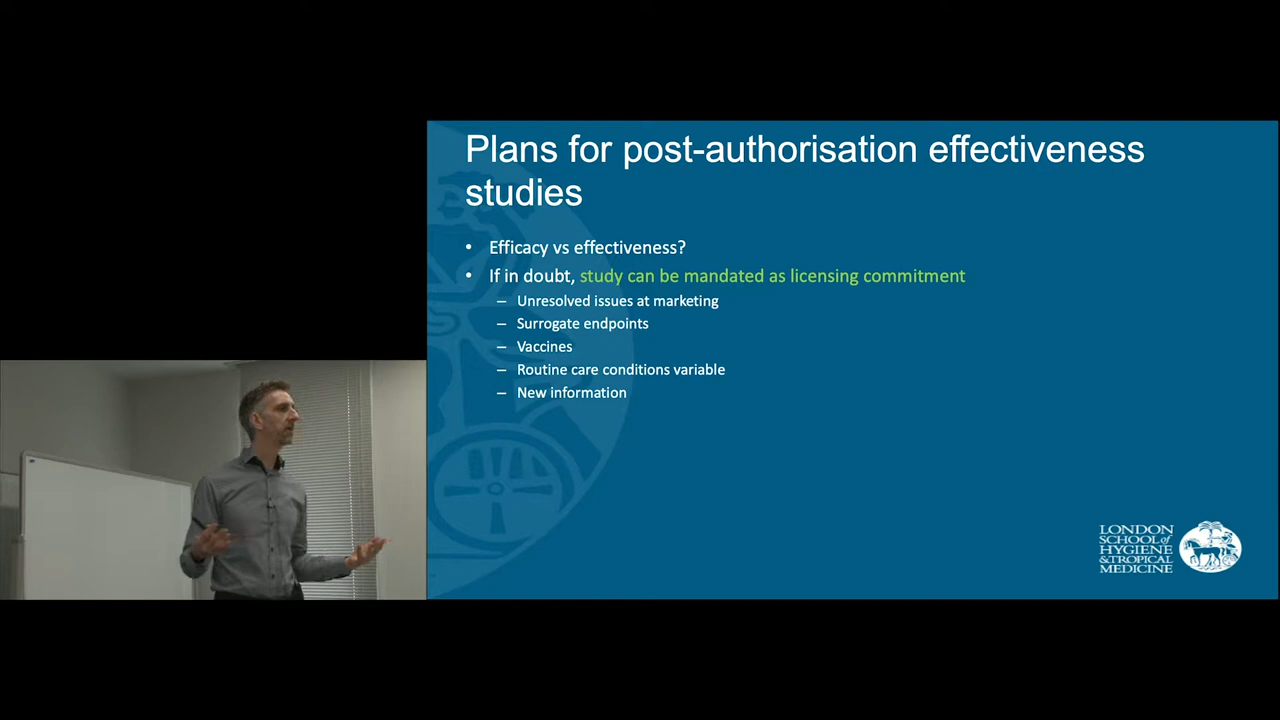 Plans for post-authorisation effectiveness
studies
• Efficacy vs effectiveness?
• If in doubt, study can be mandated as licensing commitment
– Unresolved issues at marketing
– Surrogate endpoints
– Vaccines
– Routine care conditions variable
– New information
LONDON
SCHOOL of
HYGIENE
& TROPICAL
MEDICINE